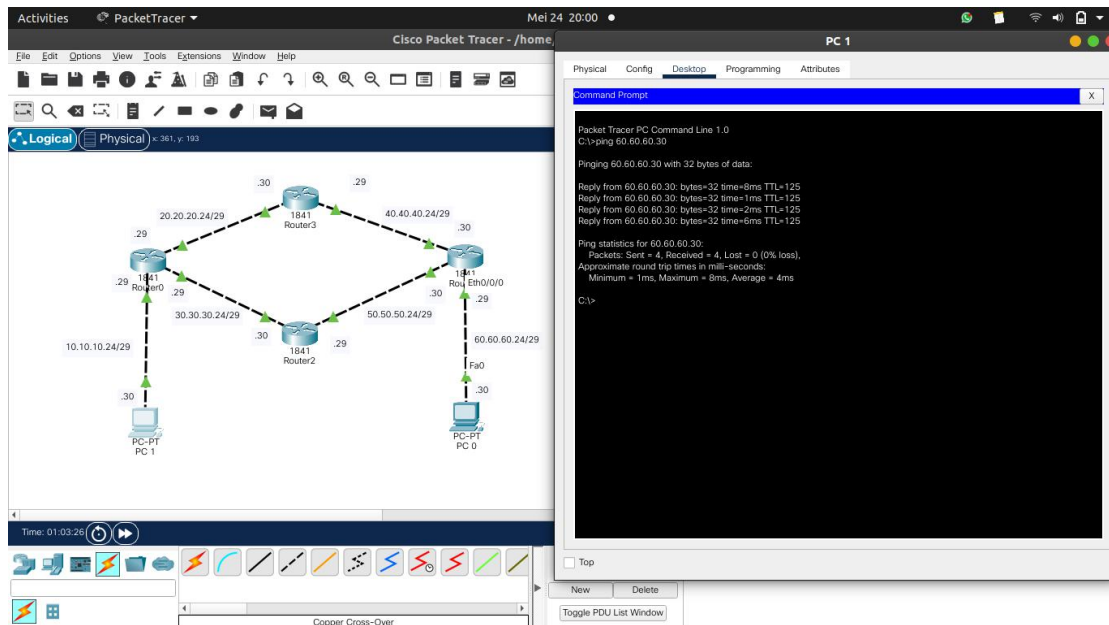 Activities
PacketTracer
Mei 24 20:00
Cisco Packet Tracer - /home,
File Edit Options View Tools Extensions Window Help
Logical
Physical
x: 361, y: 193
.30
.29
20.20.20.24/29
1841
Router3
40.40.40.24/29
.29
.30
.29
1841
Router0
.29
Eth0/0/0
.30
.29
30.30.30.24/29
50.50.50.24/29
10.10.10.24/29
.30
1841
Router2
.29
60.60.60.24/29
Fa0
.30
.30
PC-PT
PC 1
PC-PT
PC 0
Time: 01:03:26
Copper Cross-Over
PC 1
Physical Config Desktop Programming Attributes
Command Prompt
X
Packet Tracer PC Command Line 1.0
C:\>ping 60.60.60.30
Pinging 60.60.60.30 with 32 bytes of data:
Reply from 60.60.60.30: bytes=32 time=8ms TTL=125
Reply from 60.60.60.30: bytes=32 time=1ms TTL=125
Reply from 60.60.60.30: bytes=32 time=2ms TTL=125
Reply from 60.60.60.30: bytes=32 time=6ms TTL=125
Ping statistics for 60.60.60.30:
Packets: Sent = 4, Received = 4, Lost = 0 (0% loss),
Approximate round trip times in milli-seconds:
Minimum = 1ms, Maximum = 8ms, Average = 4ms
C:\>
Top
New
Delete
Toggle PDU List Window